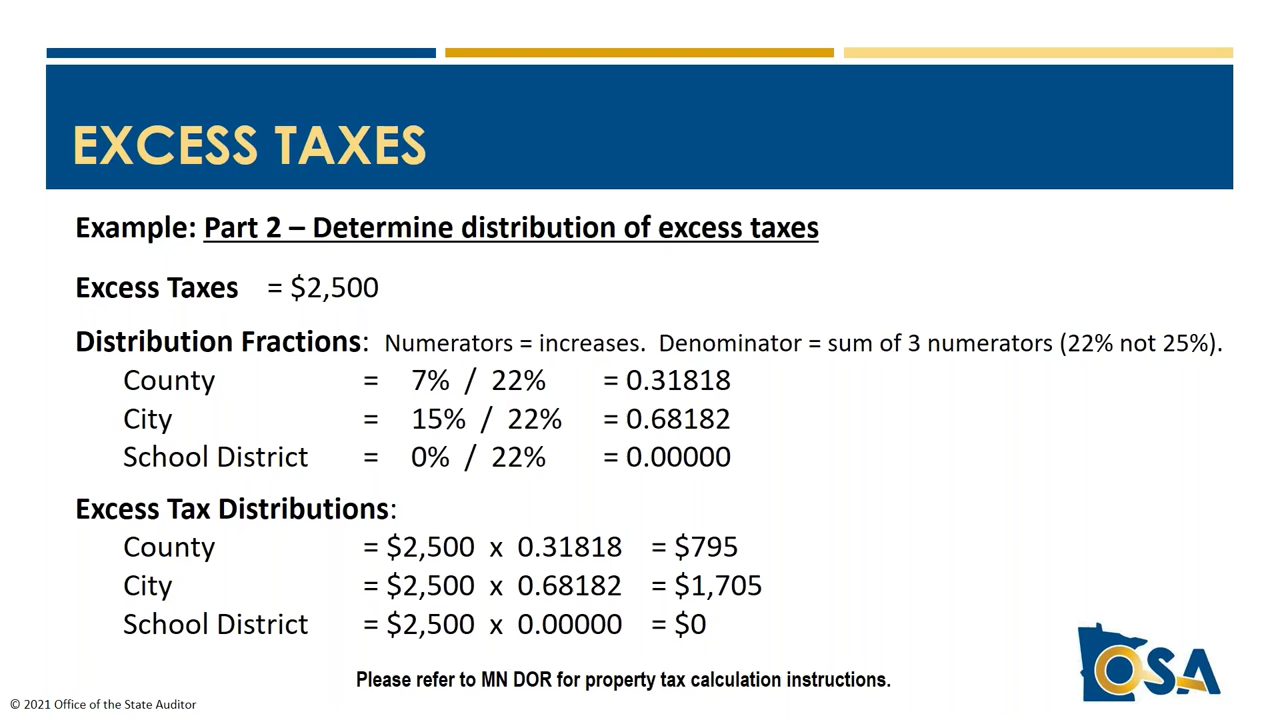 EXCESS TAXES
Example: Part 2 – Determine distribution of excess taxes
Excess Taxes = $2,500
Distribution Fractions: Numerators = increases. Denominator = sum of 3 numerators (22% not 25%).
County = 7% / 22% = 0.31818
City = 15% / 22% = 0.68182
School District = 0% / 22% = 0.00000
Excess Tax Distributions:
County = $2,500 x 0.31818 = $795
City = $2,500 x 0.68182 = $1,705
School District = $2,500 x 0.00000 = $0
OSA
Please refer to MN DOR for property tax calculation instructions.
© 2021 Office of the State Auditor